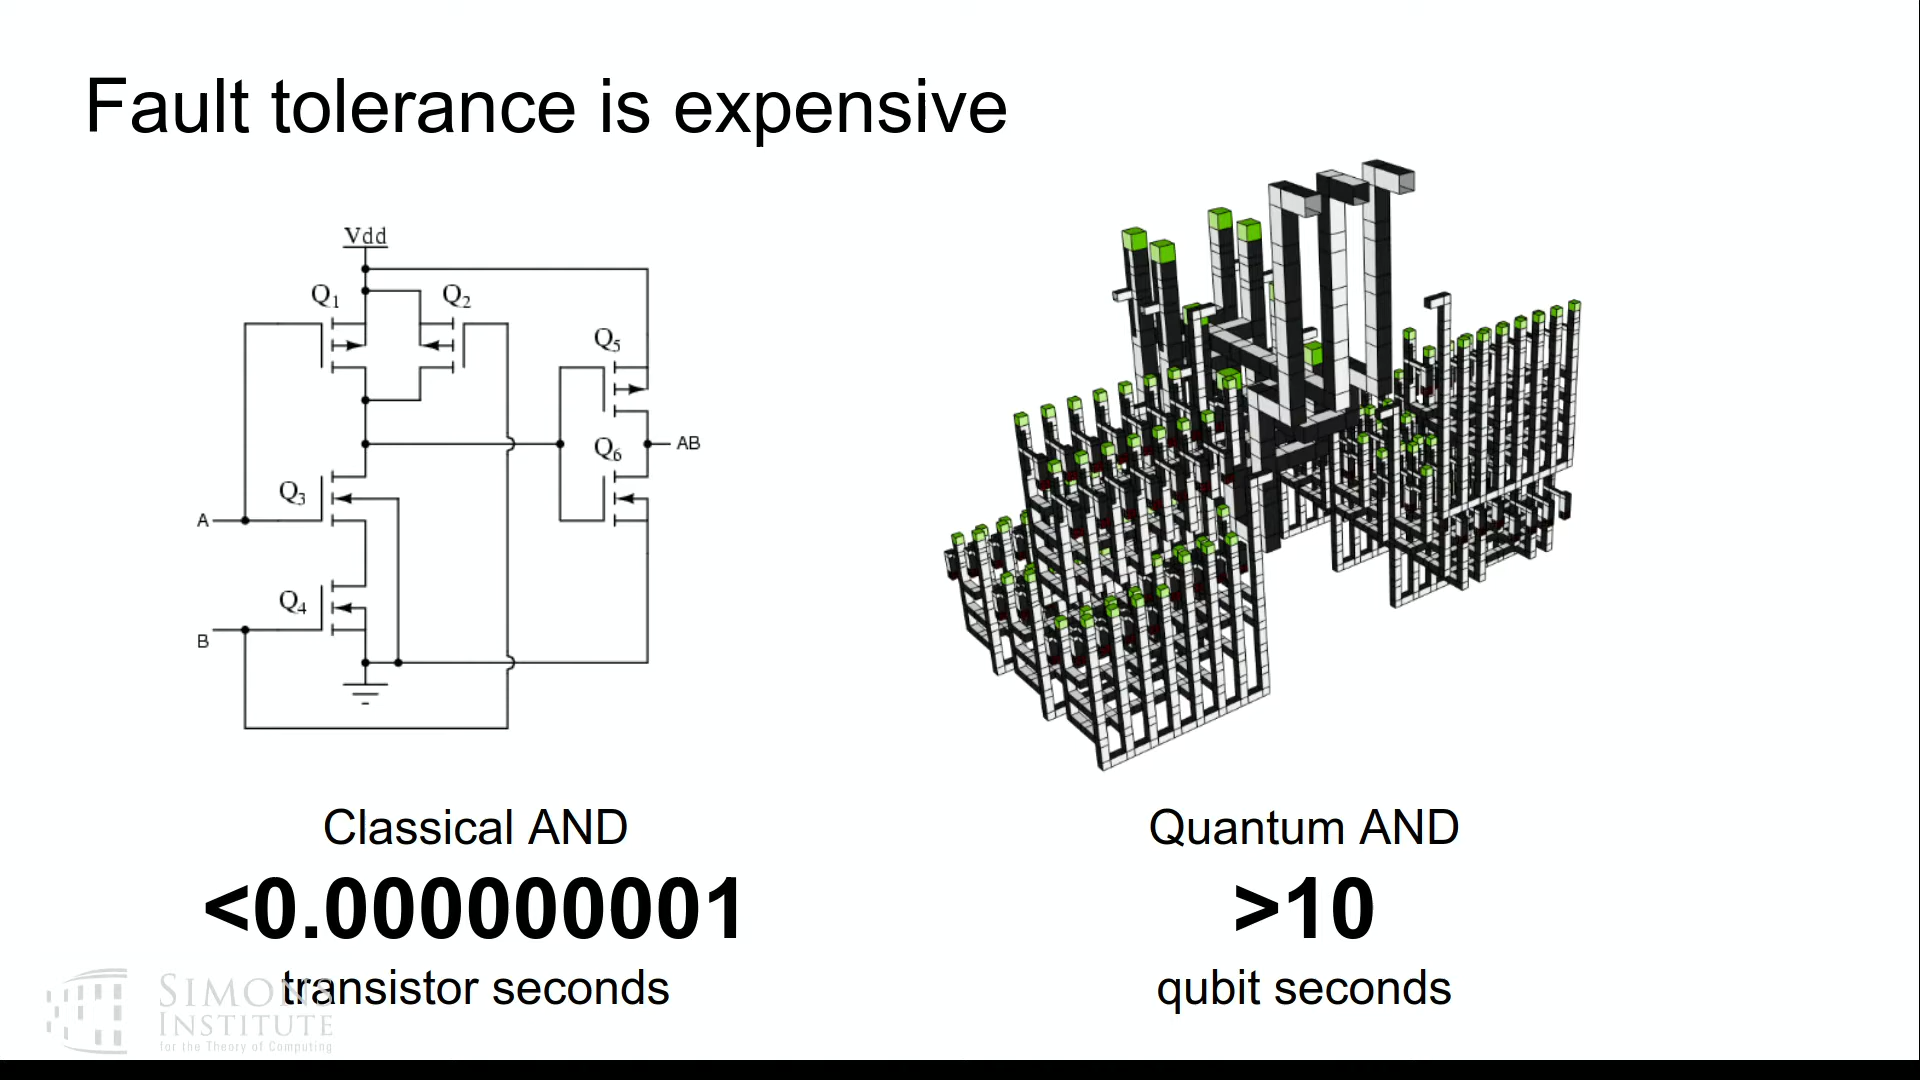 Fault tolerance is expensive
Vdd
Q1
Q2
Q5
Q3
Q6
AB
A
Q4
B
Classical AND
<0.000000001
transistor seconds
Quantum AND
>10
qubit seconds
SIMONS
INSTITUTE
for the Theory of Computing